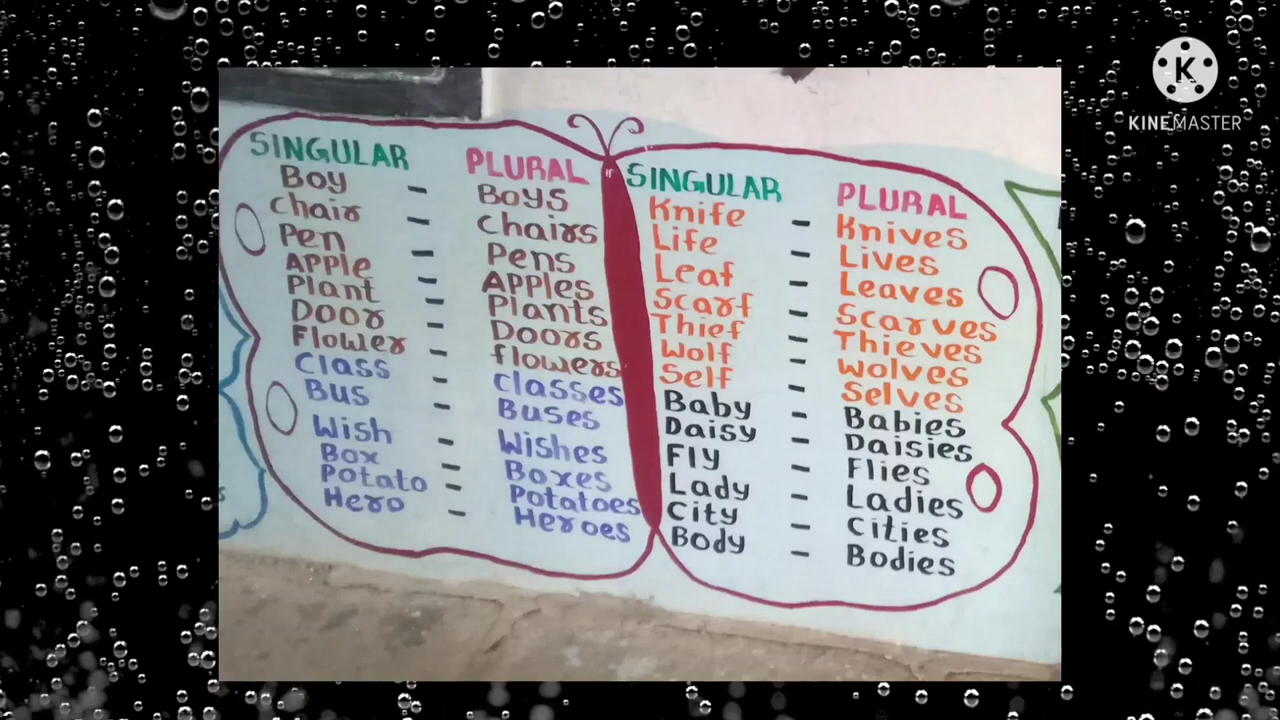 SINGULAR PLURAL
Boy - Boys
Chair - Chairs
Pen - Pens
Apple - Apples
Plant - Plants
Door - Doors
Flower - flowers
Class - Classes
Bus - Buses
Wish - Wishes
Box - Boxes
Potato - Potatoes
Hero - Heroes
SINGULAR PLURAL
Knife - Knives
Life - Lives
Leaf - Leaves
Scarf - Scarves
Thief - Thieves
Wolf - Wolves
Self - Selves
Baby - Babies
Daisy - Daisies
Fly - Flies
Lady - Ladies
City - Cities
Body - Bodies
K
KINEMASTER